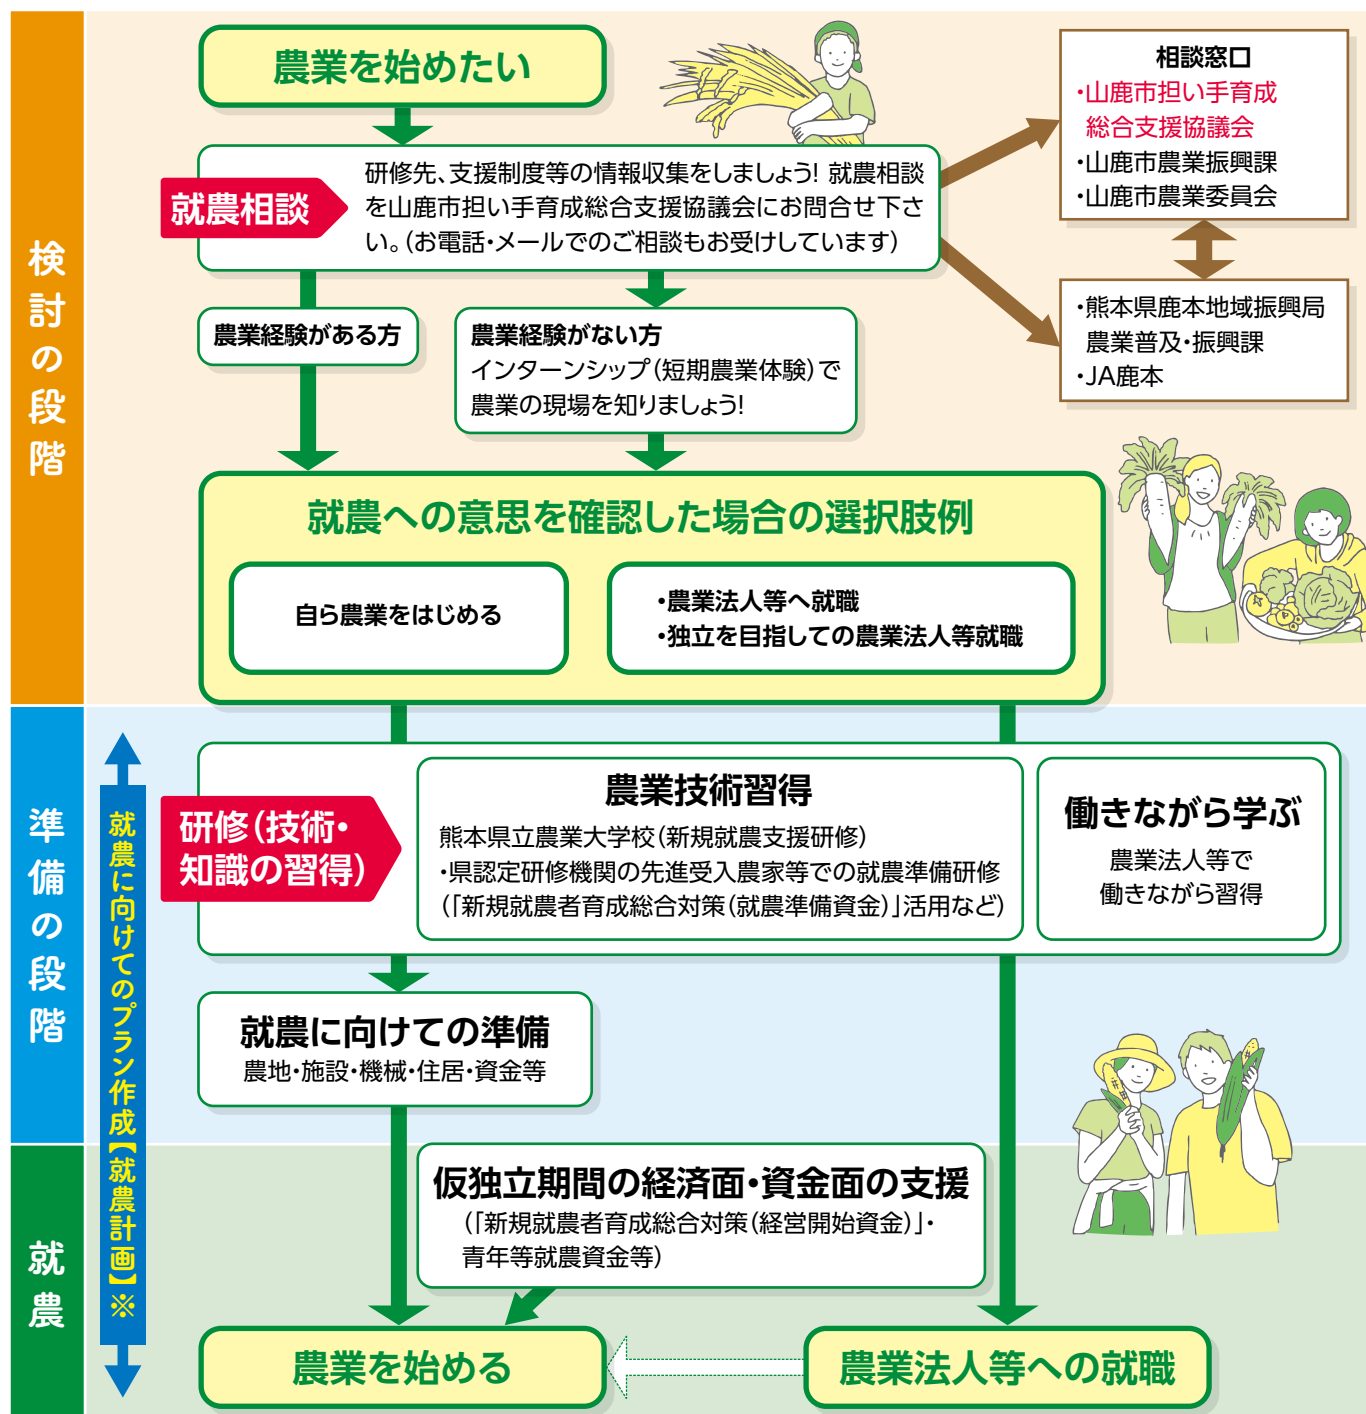 検討の段階
農業を始めたい
就農相談
研修先、支援制度等の情報収集をしましょう! 就農相談
を山鹿市担い手育成総合支援協議会にお問合せ下さ
い。(お電話・メールでのご相談もお受けしています)
相談窓口
・山鹿市担い手育成
総合支援協議会
・山鹿市農業振興課
・山鹿市農業委員会
・熊本県鹿本地域振興局
農業普及・振興課
・JA鹿本
農業経験がある方
農業経験がない方
インターンシップ(短期農業体験)で
農業の現場を知りましょう!
就農への意思を確認した場合の選択肢例
自ら農業をはじめる
・農業法人等へ就職
・独立を目指しての農業法人等就職
準備の段階
就農に向けてのプラン作成【就農計画】※
研修(技術・
知識の習得)
農業技術習得
熊本県立農業大学校(新規就農支援研修)
・県認定研修機関の先進受入農家等での就農準備研修
(「新規就農者育成総合対策(就農準備資金)」活用など)
働きながら学ぶ
農業法人等で
働きながら習得
就農に向けての準備
農地・施設・機械・住居・資金等
就農
仮独立期間の経済面・資金面の支援
(「新規就農者育成総合対策(経営開始資金)」・
青年等就農資金等)
農業を始める
農業法人等への就職